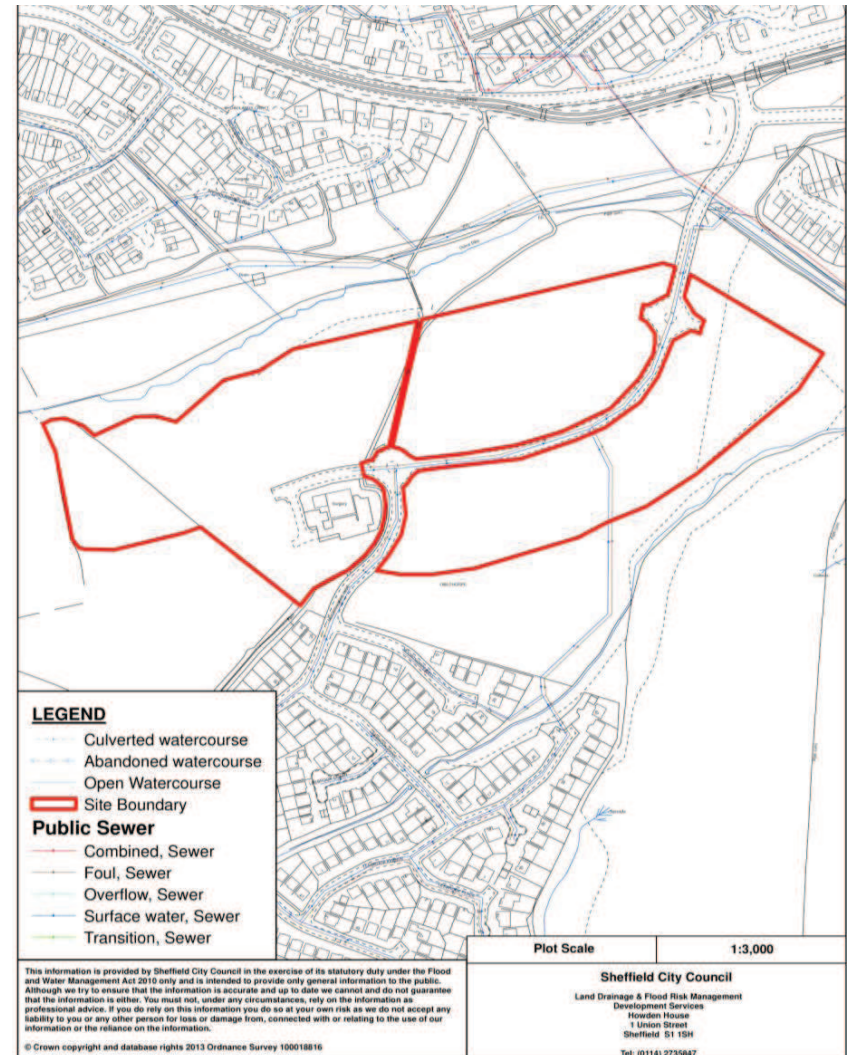 Surgery
LEGEND
Culverted watercourse
Abandoned watercourse
Open Watercourse
Site Boundary
Public Sewer
Combined, Sewer
Foul, Sewer
Overflow, Sewer
Surface water, Sewer
Transition, Sewer
This information is provided by Sheffield City Council in the exercise of its statutory duty under the Flood
and Water Management Act 2010 only and is intended to provide only general information to the public.
Although we try to ensure that the information is accurate and up to date we cannot and do not guarantee
that the information is either. You must not, under any circumstances, rely on the information as
professional advice. If you do rely on this information you do so at your own risk as we do not accept any
liability to you or any other person for loss or damage from, connected with or relating to the use of our
information or the reliance on the information.
© Crown copyright and database rights 2013 Ordnance Survey 100018816
Plot Scale 1:3,000
Sheffield City Council
Land Drainage & Flood Risk Management
Development Services
Howden House
1 Union Street
Sheffield S1 1SH
Tel: (0114) 2735847